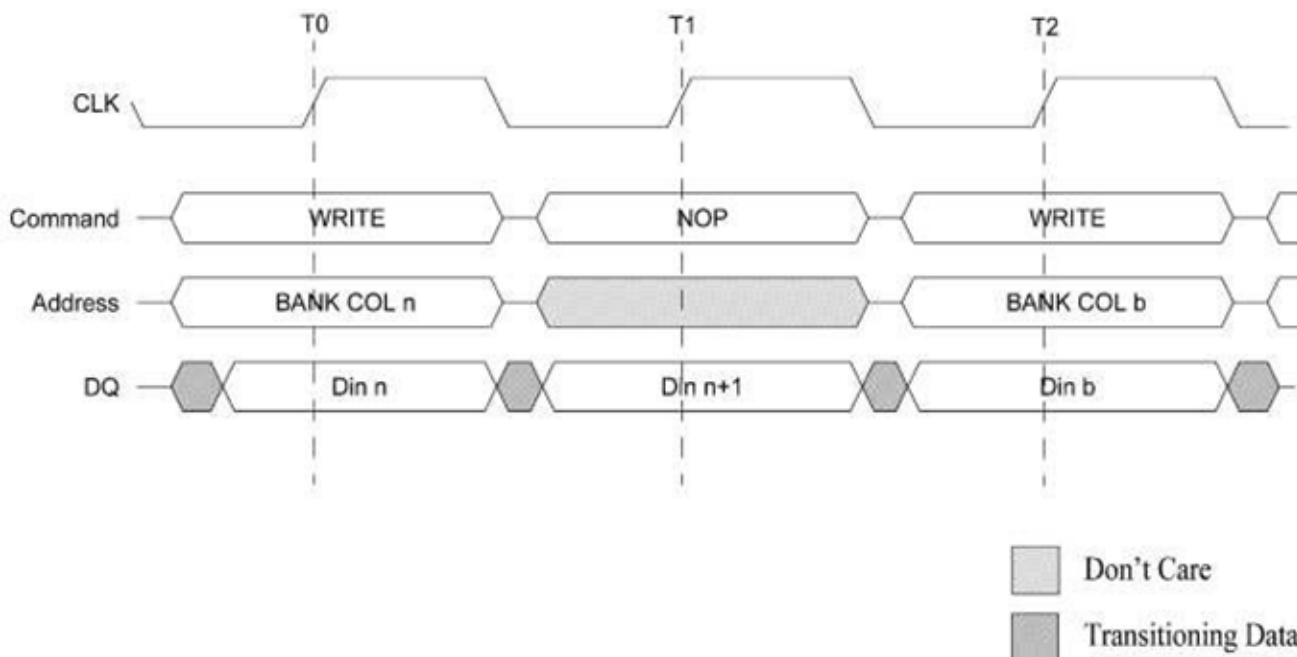 T0 T1 T2
CLK
Command WRITE NOP WRITE
Address BANK COL n BANK COL b
DQ Din n Din n+1 Din b
Don't Care
Transitioning Data